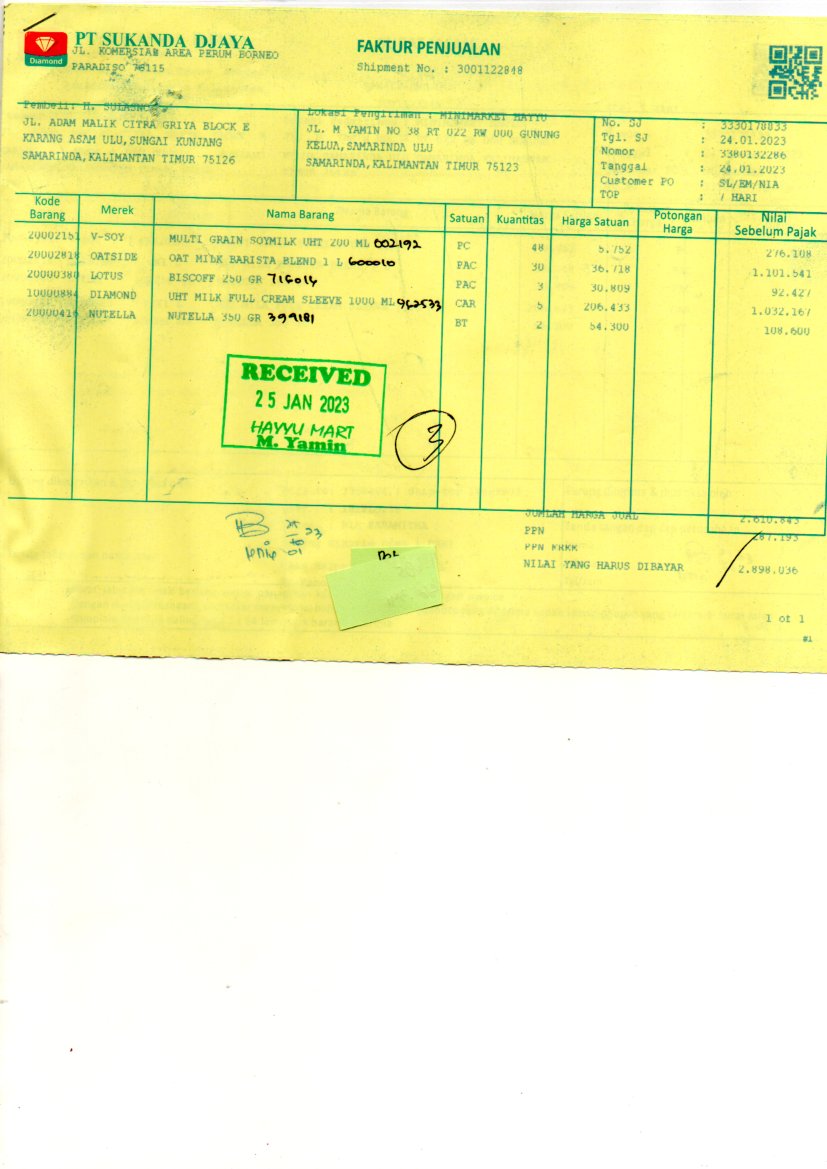 Diamond
PT SUKANDA DJAYA
JL. KOMERSIAL AREA PERUM BORNEO
PARADISO 76115
FAKTUR PENJUALAN
Shipment No. : 3001122848
Pembeli: H. SULASNO
JL. ADAM MALIK CITRA GRIYA BLOCK E
KARANG ASAM ULU,SUNGAI KUNJANG
SAMARINDA,KALIMANTAN TIMUR 75126
Lokasi Pengiriman : MINIMARKET HAYYU
JL. M YAMIN NO 38 RT 022 RW 000 GUNUNG
KELUA,SAMARINDA ULU
SAMARINDA,KALIMANTAN TIMUR 75123
No. SJ : 3330178833
Tgl. SJ : 24.01.2023
Nomor : 3380132286
Tanggal : 24.01.2023
Customer PO : SL/EM/NIA
TOP : 7 HARI
Kode Barang Merek Nama Barang Satuan Kuantitas Harga Satuan Potongan Harga Nilai Sebelum Pajak
20002151 V-SOY MULTI GRAIN SOYMILK UHT 200 ML 002192 PC 48 5.752 276.108
20002818 OATSIDE OAT MILK BARISTA BLEND 1 L 600010 PAC 30 36.718 1.101.541
20000380 LOTUS BISCOFF 250 GR 716014 PAC 3 30.809 92.427
10000884 DIAMOND UHT MILK FULL CREAM SLEEVE 1000 ML 962533 CAR 5 206.433 1.032.167
20000416 NUTELLA NUTELLA 350 GR 399181 BT 2 54.300 108.600
RECEIVED
25 JAN 2023
HAYYU MART
M. Yamin
3
JUMLAH HARGA JUAL 2.610.843
PPN 287.193
PPN KRKK
NILAI YANG HARUS DIBAYAR 2.898.036
1 of 1
#1